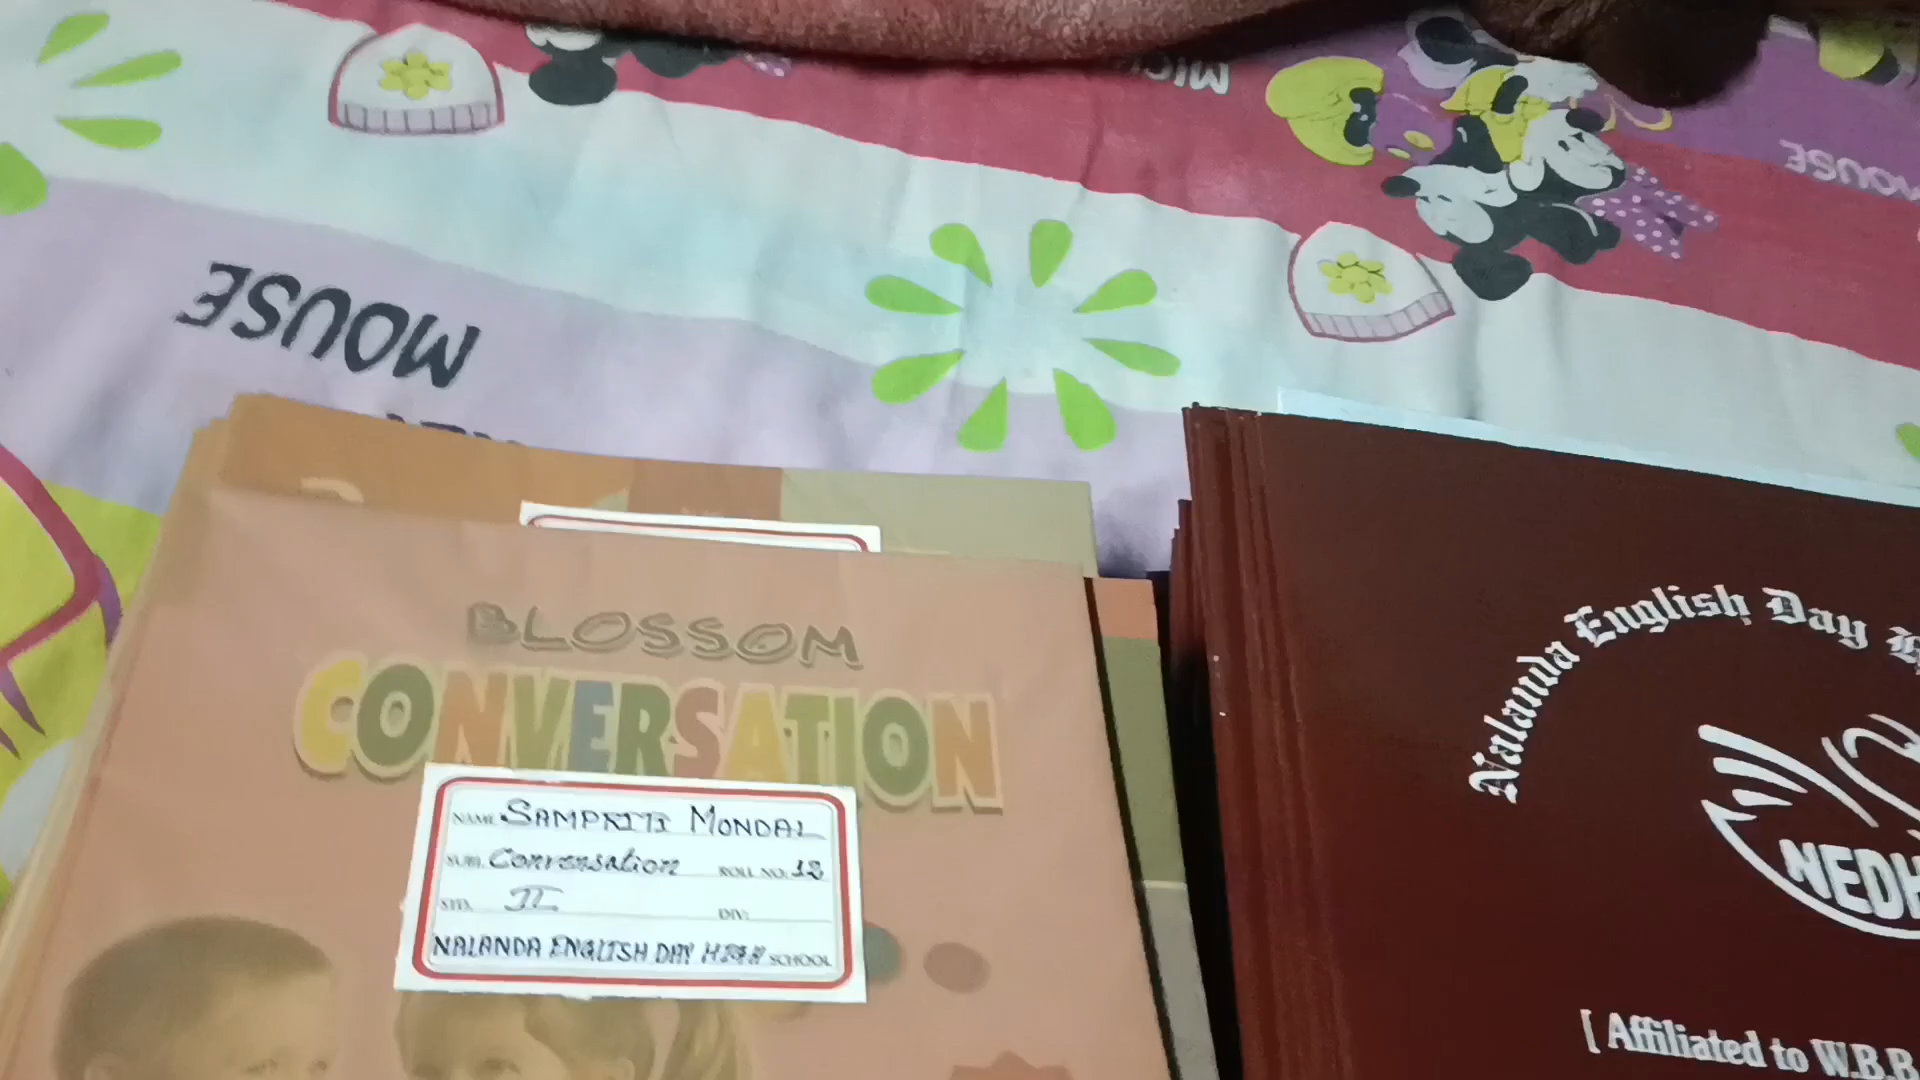 MICK
MOUSE
MOUSE
BLOSSOM
CONVERSATION
NAME SAMPRITI MONDAL
SUB. Conversation ROLL NO. 12
STD. II DIV.
NALANDA ENGLISH DAY HIGH SCHOOL
Nalanda English Day
NEDH
[ Affiliated to W.B.B